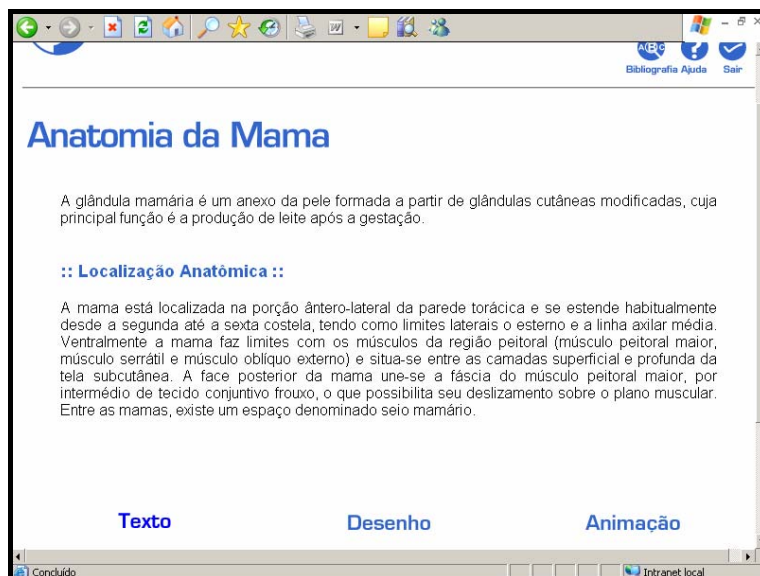 Bibliografia Ajuda Sair
Anatomia da Mama
A glândula mamária é um anexo da pele formada a partir de glândulas cutâneas modificadas, cuja
principal função é a produção de leite após a gestação.
:: Localização Anatômica ::
A mama está localizada na porção ântero-lateral da parede torácica e se estende habitualmente
desde a segunda até a sexta costela, tendo como limites laterais o esterno e a linha axilar média.
Ventralmente a mama faz limites com os músculos da região peitoral (músculo peitoral maior,
músculo serrátil e músculo oblíquo externo) e situa-se entre as camadas superficial e profunda da
tela subcutânea. A face posterior da mama une-se a fáscia do músculo peitoral maior, por
intermédio de tecido conjuntivo frouxo, o que possibilita seu deslizamento sobre o plano muscular.
Entre as mamas, existe um espaço denominado seio mamário.
Texto Desenho Animação
Concluído Intranet local